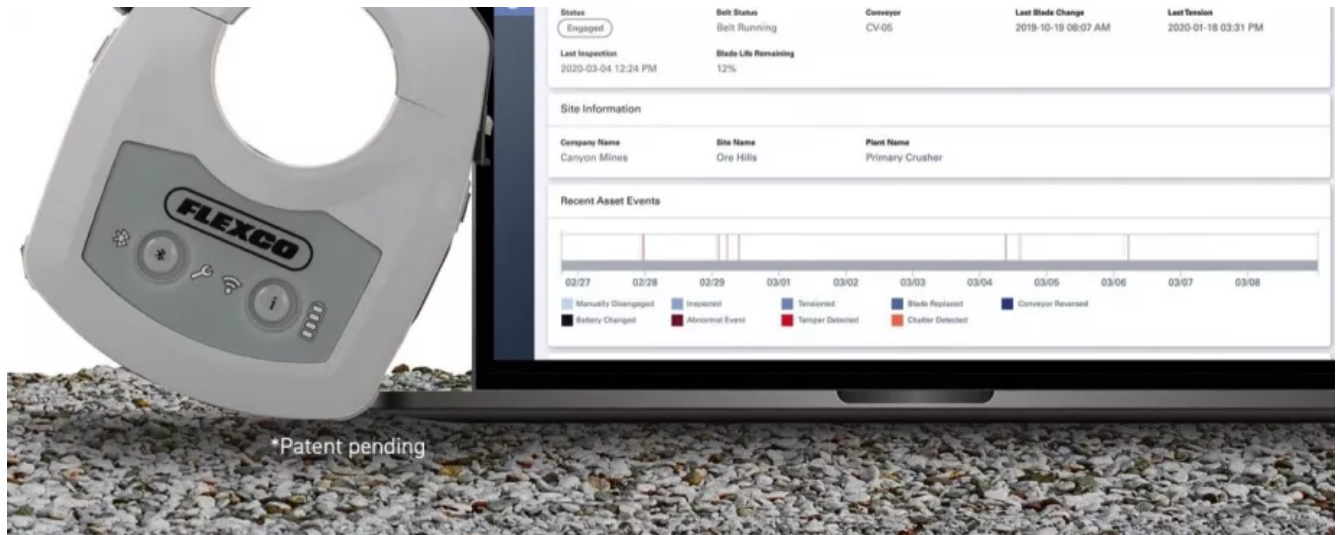 Status Belt Status Conveyor Last Blade Change Last Tension
Engaged Belt Running CV-05 2019-10-19 08:07 AM 2020-01-18 03:31 PM
Last Inspection Blade Life Remaining
2020-03-04 12:24 PM 12%
Site Information
Company Name Site Name Plant Name
Canyon Mines Ore Hills Primary Crusher
Recent Asset Events
02/27 02/28 02/29 03/01 03/02 03/03 03/04 03/05 03/06 03/07 03/08
Manually Disengaged Inspected Tensioned Blade Replaced Conveyor Reversed
Battery Changed Abnormal Event Tamper Detected Chatter Detected
FLEXCO
i
*Patent pending